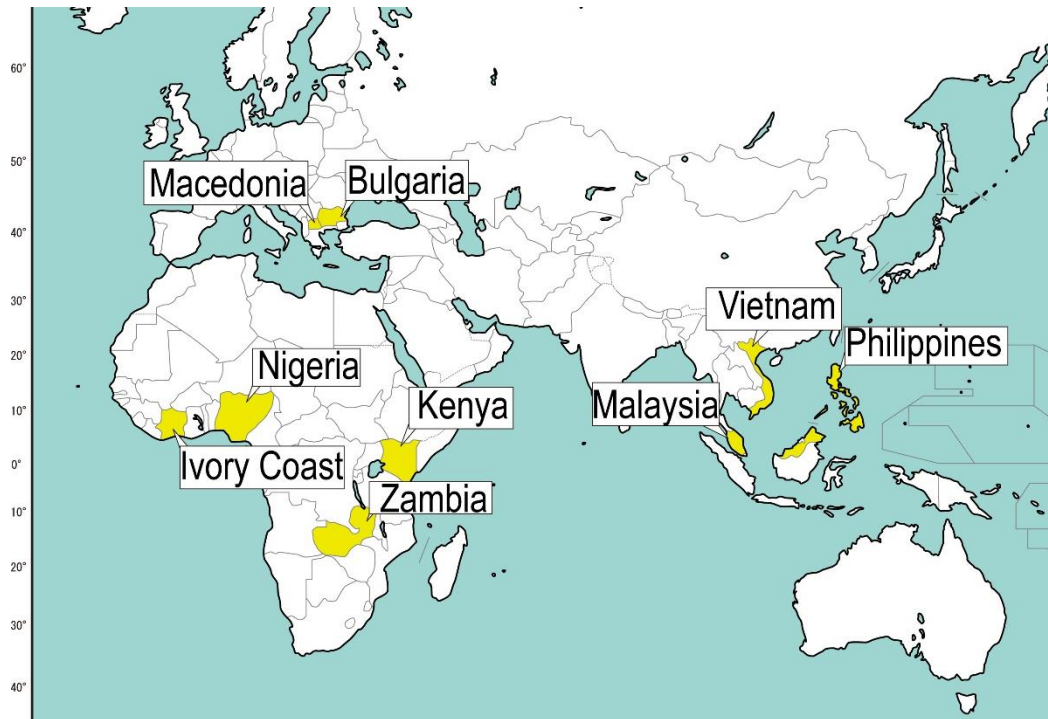 60°
50°
40°
30°
20°
10°
0°
10°
20°
30°
40°
Macedonia
Bulgaria
Vietnam
Philippines
Nigeria
Kenya
Malaysia
Ivory Coast
Zambia